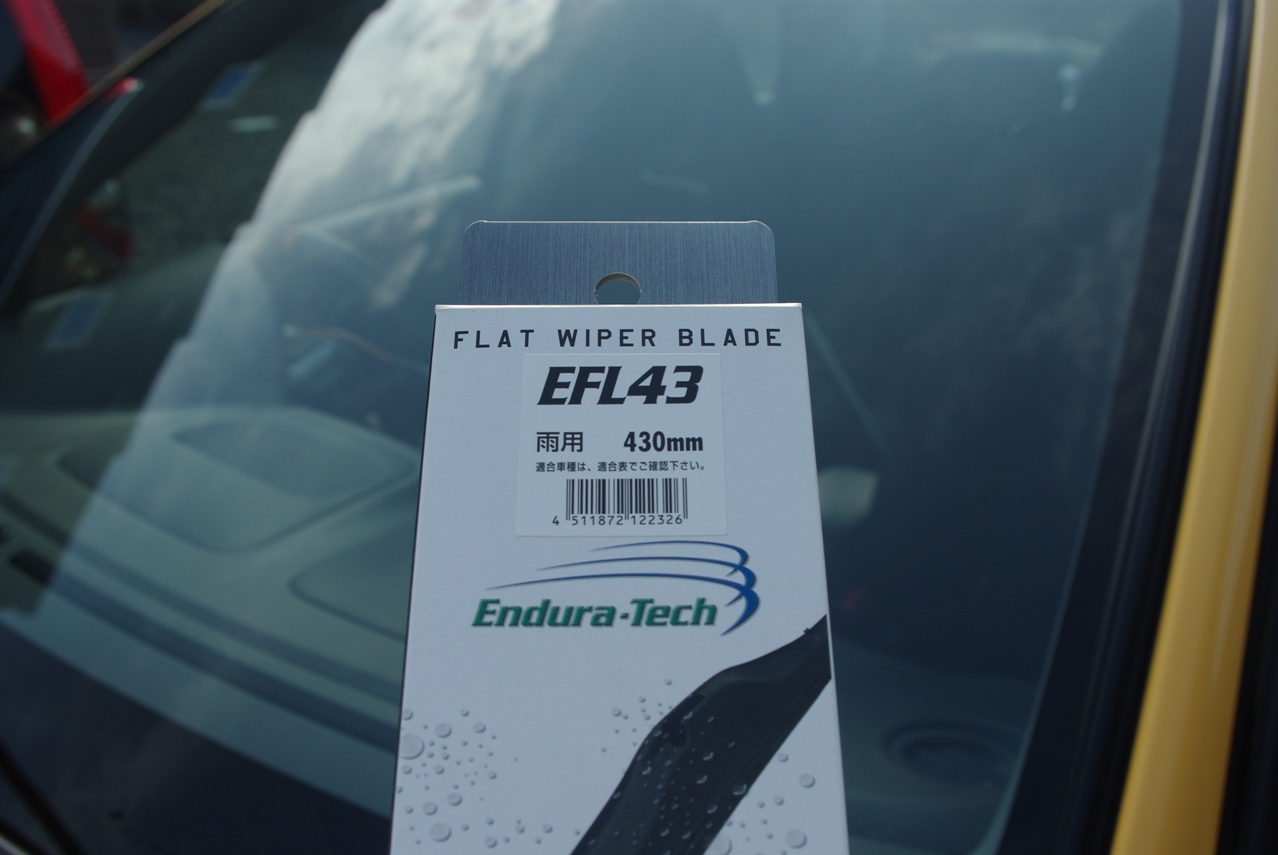 FLAT WIPER BLADE
EFL43
雨用 430mm
適合車種は、適合表でご確認下さい。
4 511872 122326
Endura-Tech